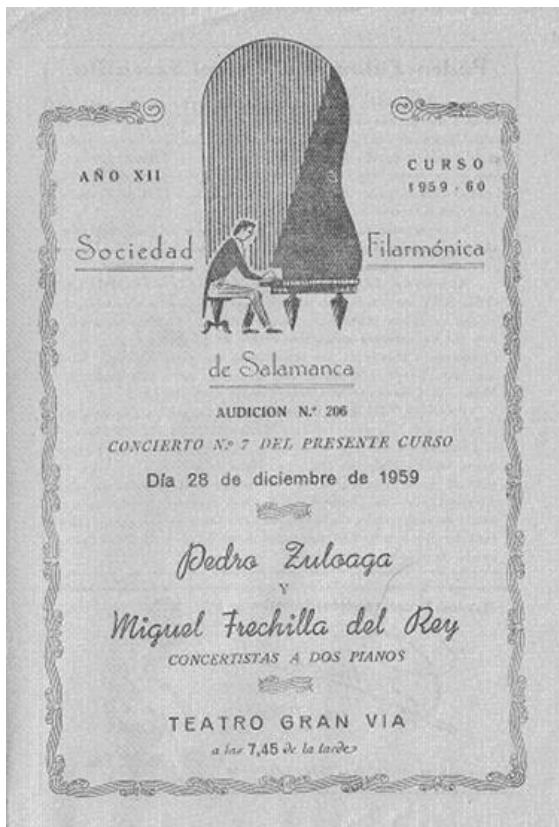 AÑO XII
CURSO
1959-60
Sociedad Filarmónica
de Salamanca
AUDICION N.º 206
CONCIERTO N.º 7 DEL PRESENTE CURSO
Día 28 de diciembre de 1959
Pedro Zuloaga
Y
Miguel Frechilla del Rey
CONCERTISTAS A DOS PIANOS
TEATRO GRAN VIA
a las 7,45 de la tarde